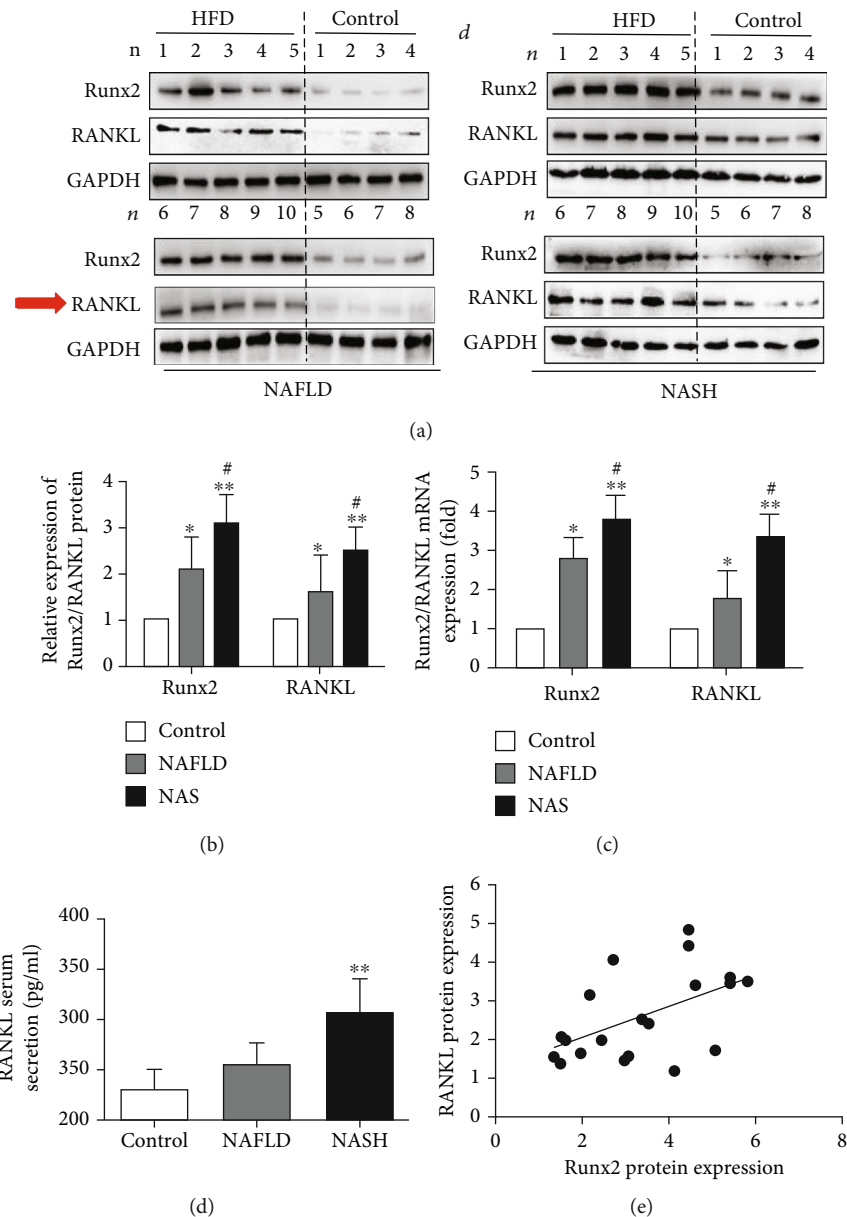 HFD Control
n 1 2 3 4 5 1 2 3 4
Runx2
RANKL
GAPDH
n 6 7 8 9 10 5 6 7 8
Runx2
RANKL
GAPDH
NAFLD
d HFD Control
n 1 2 3 4 5 1 2 3 4
Runx2
RANKL
GAPDH
n 6 7 8 9 10 5 6 7 8
Runx2
RANKL
GAPDH
NASH
(a)
Relative expression of
Runx2/RANKL protein
4
3
2
1
0
* ** #
* ** #
Runx2 RANKL
Control
NAFLD
NAS
(b)
Runx2/RANKL mRNA
expression (fold)
5
4
3
2
1
0
* ** #
* ** #
Runx2 RANKL
Control
NAFLD
NAS
(c)
RANKL serum
secretion (pg/ml)
400
350
300
350
200
**
Control NAFLD NASH
(d)
RANKL protein expression
6
5
4
3
2
1
0
0 2 4 6 8
Runx2 protein expression
(e)